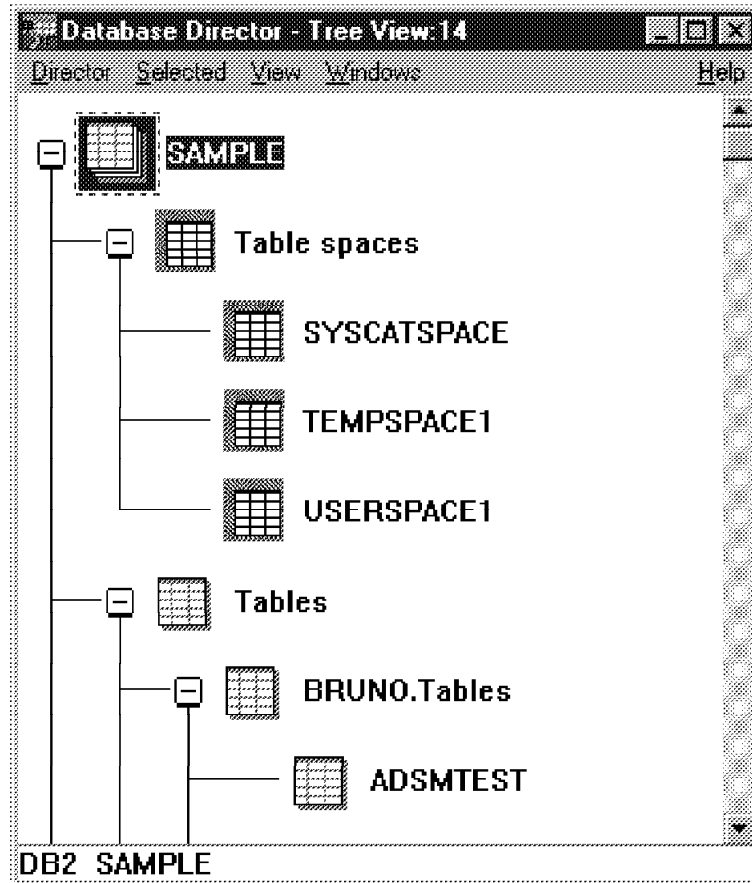 Database Director - Tree View:14
Director Selected View Windows Help
SAMPLE
Table spaces
SYSCATSPACE
TEMPSPACE1
USERSPACE1
Tables
BRUNO.Tables
ADSMTEST
DB2 SAMPLE